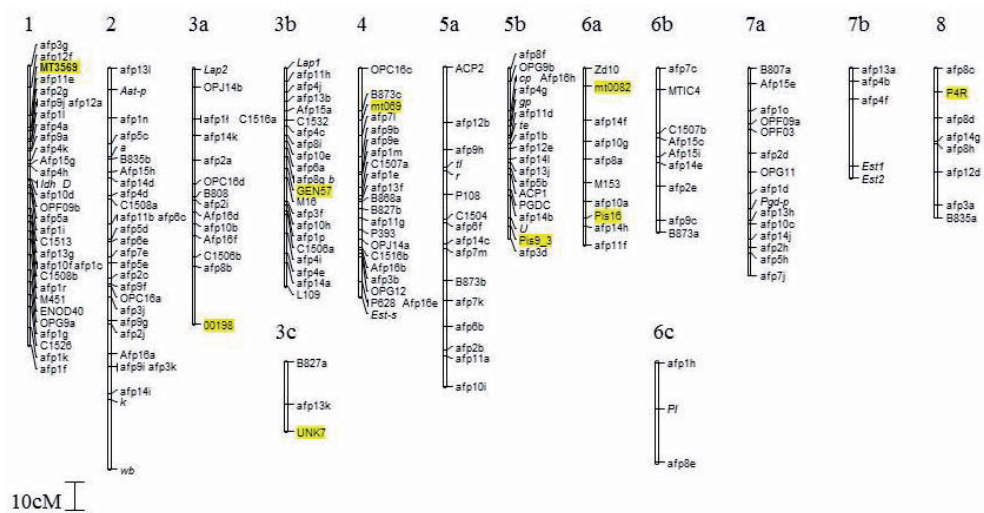 1
afp3g
afp12f
MT3569
afp11e
afp2g
afp9j afp12a
afp1l
afp4a
afp9a
afp4k
Afp15g
afp4h
Idh D
OPF09b
afp5a
afp1i
C1513
afp13g
afp10f afp1c
C1508b
afp1r
M451
ENOD40
OPG9a
afp1g
C1526
afp1k
afp1f
2
afp13l
Aat-p
afp1n
afp5c
a
B835b
Afp15h
afp14d
afp4d
C1508a
afp11b afp6c
afp5d
afp6e
afp7e
afp5e
afp2c
afp9f
OPC16a
afp3j
afp9g
afp2j
Afp16a
afp9i afp3k
afp14i
k
wb
3a
Lap2
OPJ14b
afp1t C1516a
afp14k
afp2a
OPC16d
B808
afp2i
Afp16d
afp10b
Afp16f
C1506b
afp8b
00198
3b
Lap1
afp11h
afp4j
afp13b
Afp15a
C1532
afp4c
afp8i
afp10e
afp6a
afp8g b
GEN57
M16
afp3f
afp10h
afp1p
C1506a
afp4i
afp4e
afp14a
L109
3c
B827a
afp13k
UNK7
4
OPC16c
B873c
mt069
afp7l
afp9b
afp9e
afp1m
C1507a
afp1e
afp13f
B868a
B827b
afp11g
P393
OPJ14a
C1516b
Afp16b
afp3b
OPG12
P628 Afp16e
Est-s
5a
ACP2
afp12b
afp9h
tl
r
P108
C1504
afp6f
afp14c
afp7m
B873b
afp7k
afp6b
afp2b
afp11a
afp10i
5b
afp8f
OPG9b
cp Afp16h
afp4g
gp
afp11d
te
afp1b
afp12e
afp14l
afp13j
afp5b
ACP1
PGDC
afp14b
U
Pis9_3
afp3d
6a
Zd10
mt0082
afp14f
afp10g
afp8a
M153
afp10a
Pis16
afp14h
afp11f
6b
afp7c
MTIC4
C1507b
Afp15c
Afp15i
afp14e
afp2e
afp9c
B873a
6c
afp1h
Pl
afp8e
7a
B807a
Afp15e
afp1o
OPF09a
OPF03
afp2d
OPG11
afp1d
Pgd-p
afp13h
afp10c
afp14j
afp2h
afp5h
afp7j
7b
afp13a
afp4b
afp4f
Est1
Est2
8
afp8c
P4R
afp8d
afp14g
afp8h
afp12d
afp3a
B835a
10cM